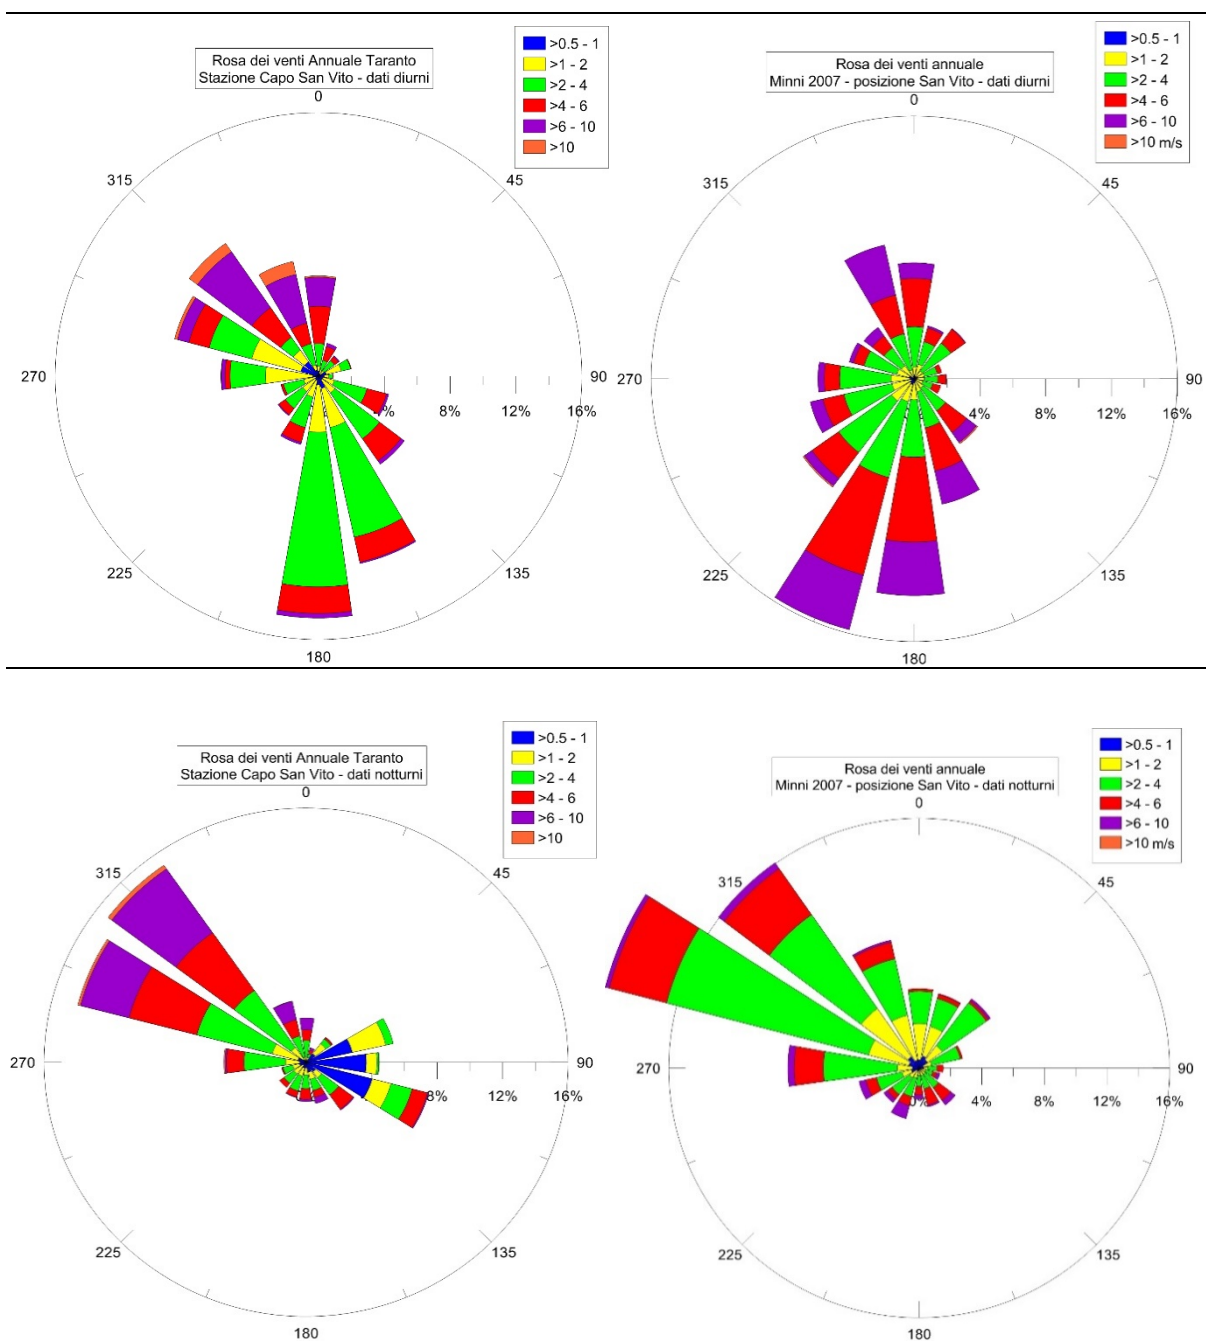 Rosa dei venti Annuale Taranto
Stazione Capo San Vito - dati diurni
>0.5 - 1
>1 - 2
>2 - 4
>4 - 6
>6 - 10
>10
0
45
90
135
180
225
270
315
4%
8%
12%
16%
Rosa dei venti annuale
Minni 2007 - posizione San Vito - dati diurni
>0.5 - 1
>1 - 2
>2 - 4
>4 - 6
>6 - 10
>10 m/s
0
45
90
135
180
225
270
315
4%
8%
12%
16%
Rosa dei venti Annuale Taranto
Stazione Capo San Vito - dati notturni
>0.5 - 1
>1 - 2
>2 - 4
>4 - 6
>6 - 10
>10
0
45
90
135
180
225
270
315
8%
12%
16%
Rosa dei venti annuale
Minni 2007 - posizione San Vito - dati notturni
>0.5 - 1
>1 - 2
>2 - 4
>4 - 6
>6 - 10
>10 m/s
0
45
90
135
180
225
270
315
0%
4%
8%
12%
16%